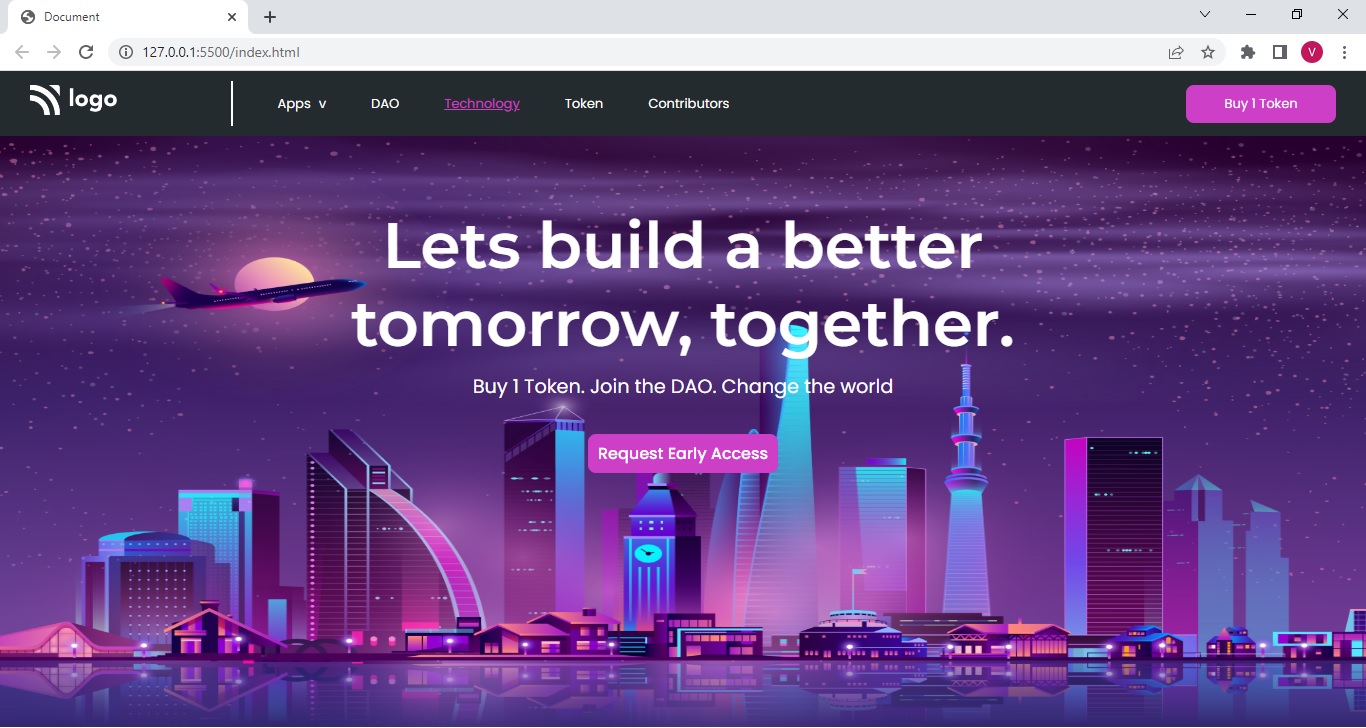 Document
127.0.0.1:5500/index.html
V
logo
Apps v
DAO
Technology
Token
Contributors
Buy 1 Token
Lets build a better
tomorrow, together.
Buy 1 Token. Join the DAO. Change the world
Request Early Access